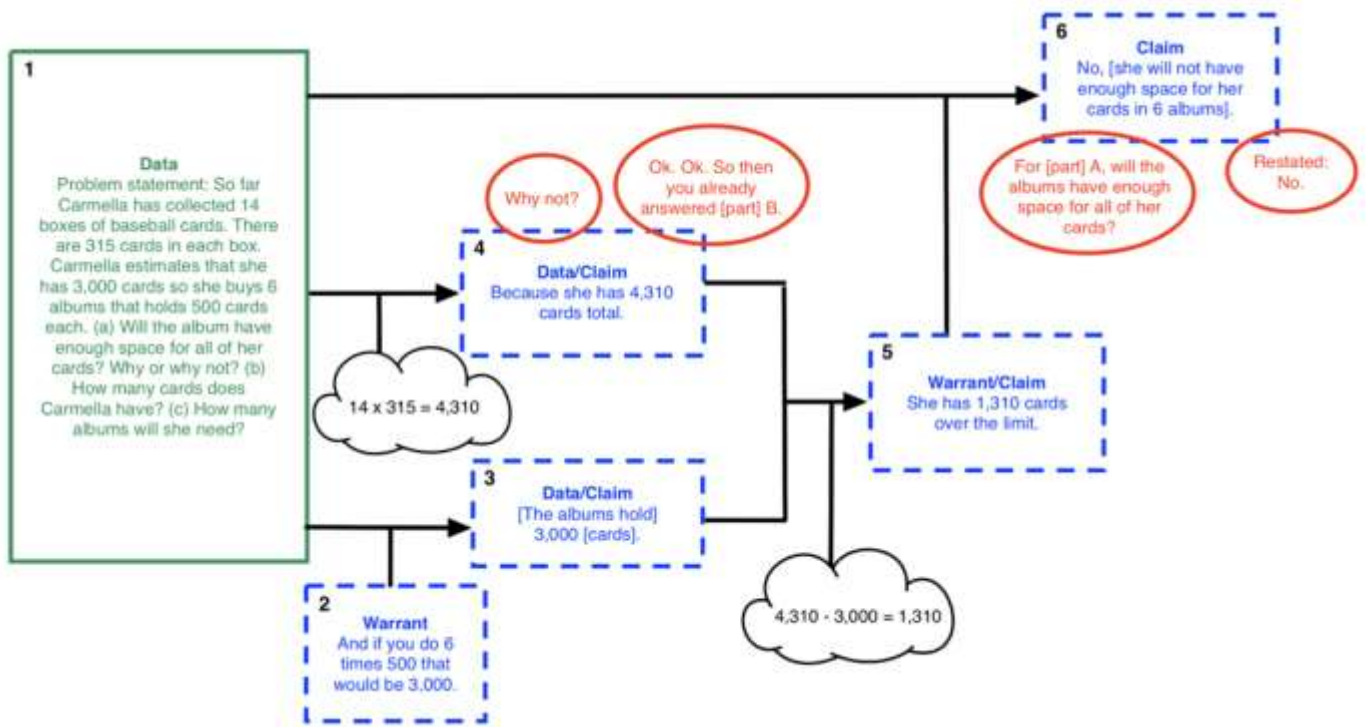 1
Data
Problem statement: So far
Carmella has collected 14
boxes of baseball cards. There
are 315 cards in each box.
Carmella estimates that she
has 3,000 cards so she buys 6
albums that holds 500 cards
each. (a) Will the album have
enough space for all of her
cards? Why or why not? (b)
How many cards does
Carmella have? (c) How many
albums will she need?
6
Claim
No, [she will not have
enough space for her
cards in 6 albums].
Why not?
Ok. Ok. So then
you already
answered [part] B.
For [part] A, will the
albums have enough
space for all of her
cards?
Restated:
No.
4
Data/Claim
Because she has 4,310
cards total.
14 x 315 = 4,310
5
Warrant/Claim
She has 1,310 cards
over the limit.
3
Data/Claim
[The albums hold]
3,000 [cards].
4,310 - 3,000 = 1,310
2
Warrant
And if you do 6
times 500 that
would be 3,000.